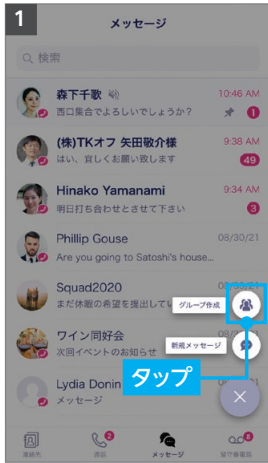 1
メッセージ
検索
森下千歌
10:46 AM
西口集合でよろしいでしょうか?
1
(株)TKオフ 矢田敬介様
9:38 AM
はい、宜しくお願い致します
49
Hinako Yamanami
9:34 AM
明日打ち合わせとさせて下さい
3
Phillip Gouse
08/30/21
Are you going to Satoshi's house...
Squad2020
まだ休暇の希望を提出してい
グループ作成
ワイン同好会
次回イベントのお知らせ
新規メッセージ
Lydia Donin
メッセージ
タップ
連絡先
2
通話
メッセージ
8
留守番電話